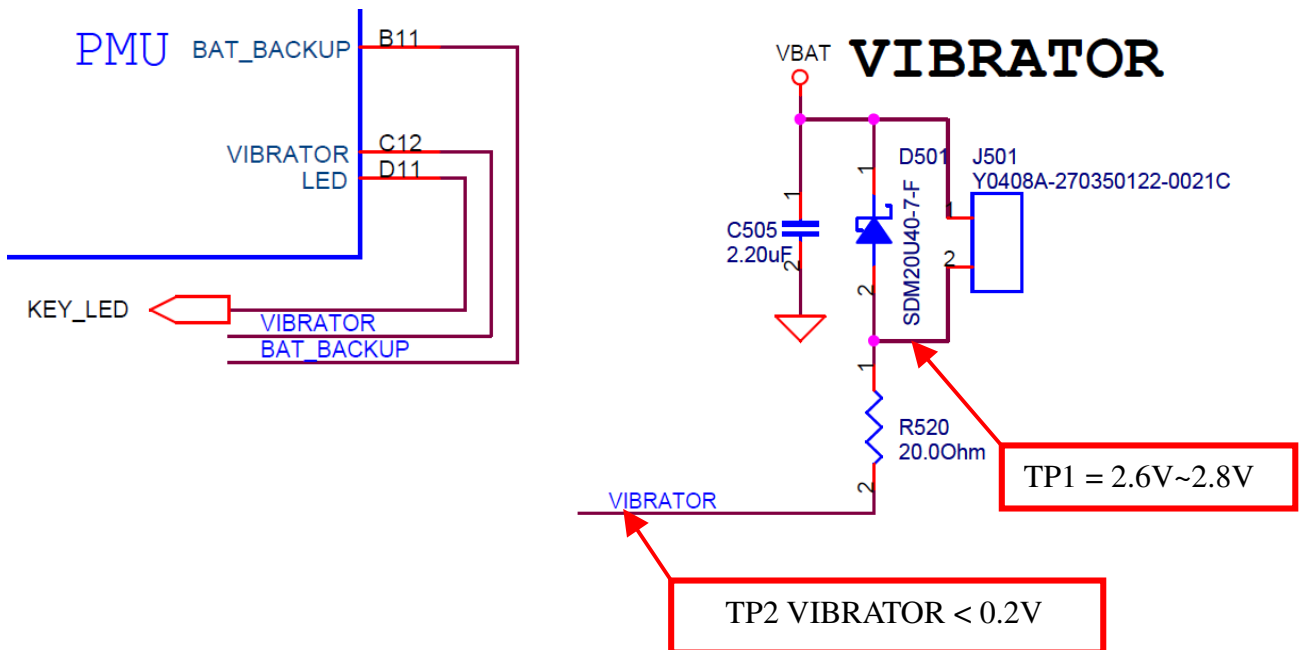 PMU
BAT_BACKUP
B11
VIBRATOR
C12
LED
D11
KEY_LED
VIBRATOR
BAT_BACKUP
VBAT
VIBRATOR
1
C505
2.20uF
2
1
D501
SDM20U40-7-F
2
J501
Y0408A-270350122-0021C
1
2
1
R520
20.0Ohm
2
TP1 = 2.6V~2.8V
VIBRATOR
TP2 VIBRATOR < 0.2V